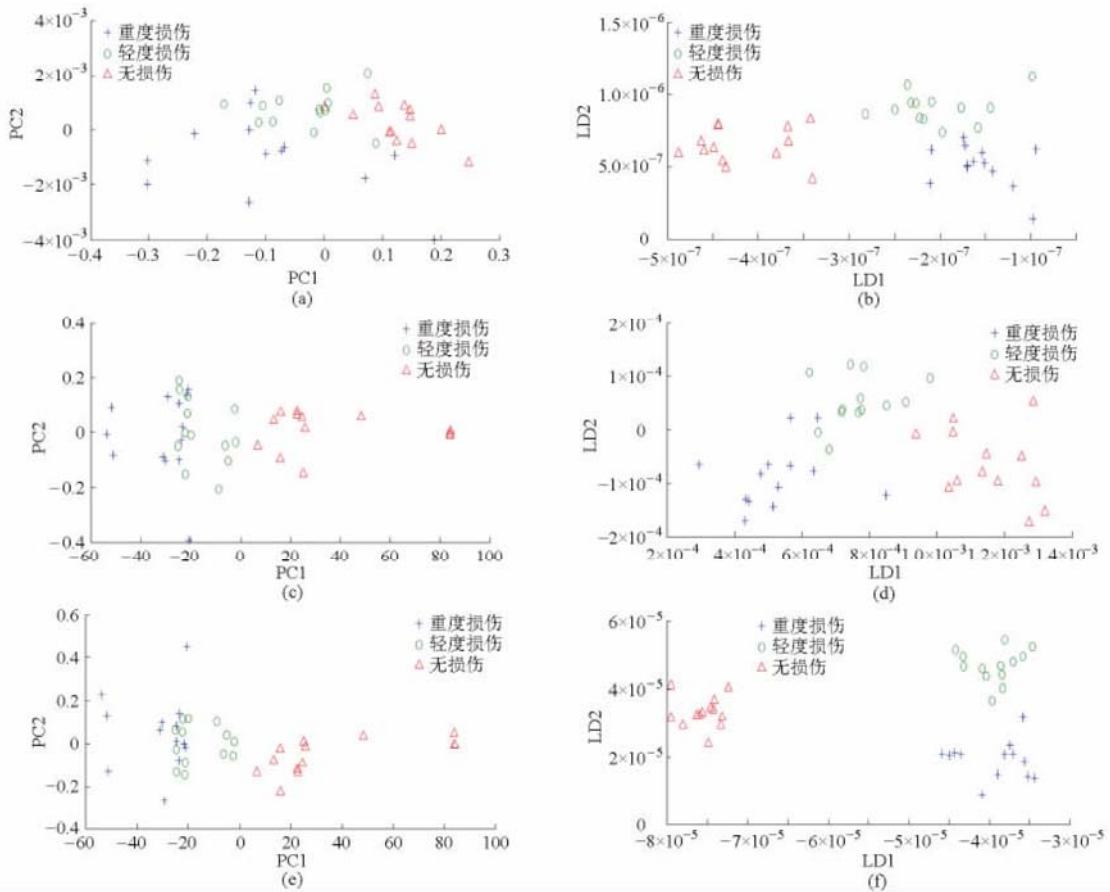 4×10⁻³
+ 重度损伤
○ 轻度损伤
△ 无损伤
2×10⁻³
0
−2×10⁻³
−4×10⁻³
PC2
−0.4 −0.3 −0.2 −0.1 0 0.1 0.2 0.3
PC1
(a)
1.5×10⁻⁶
+ 重度损伤
○ 轻度损伤
△ 无损伤
1.0×10⁻⁶
5×10⁻⁷
0
LD2
−5×10⁻⁷ −4×10⁻⁷ −3×10⁻⁷ −2×10⁻⁷ −1×10⁻⁷
LD1
(b)
0.4
+ 重度损伤
○ 轻度损伤
△ 无损伤
0.2
0
−0.2
−0.4
PC2
−60 −40 −20 0 20 40 60 80 100
PC1
(c)
2×10⁻⁴
+ 重度损伤
○ 轻度损伤
△ 无损伤
1×10⁻⁴
0
−1×10⁻⁴
−2×10⁻⁴
LD2
2×10⁻⁴ 4×10⁻⁴ 6×10⁻⁴ 8×10⁻⁴ 1.0×10⁻³ 1.2×10⁻³ 1.4×10⁻³
LD1
(d)
0.6
+ 重度损伤
○ 轻度损伤
△ 无损伤
0.4
0.2
0
−0.2
−0.4
PC2
−60 −40 −20 0 20 40 60 80 100
PC1
(e)
6×10⁻⁵
+ 重度损伤
○ 轻度损伤
△ 无损伤
4×10⁻⁵
2×10⁻⁵
0
LD2
−8×10⁻⁵ −7×10⁻⁵ −6×10⁻⁵ −5×10⁻⁵ −4×10⁻⁵ −3×10⁻⁵
LD1
(f)